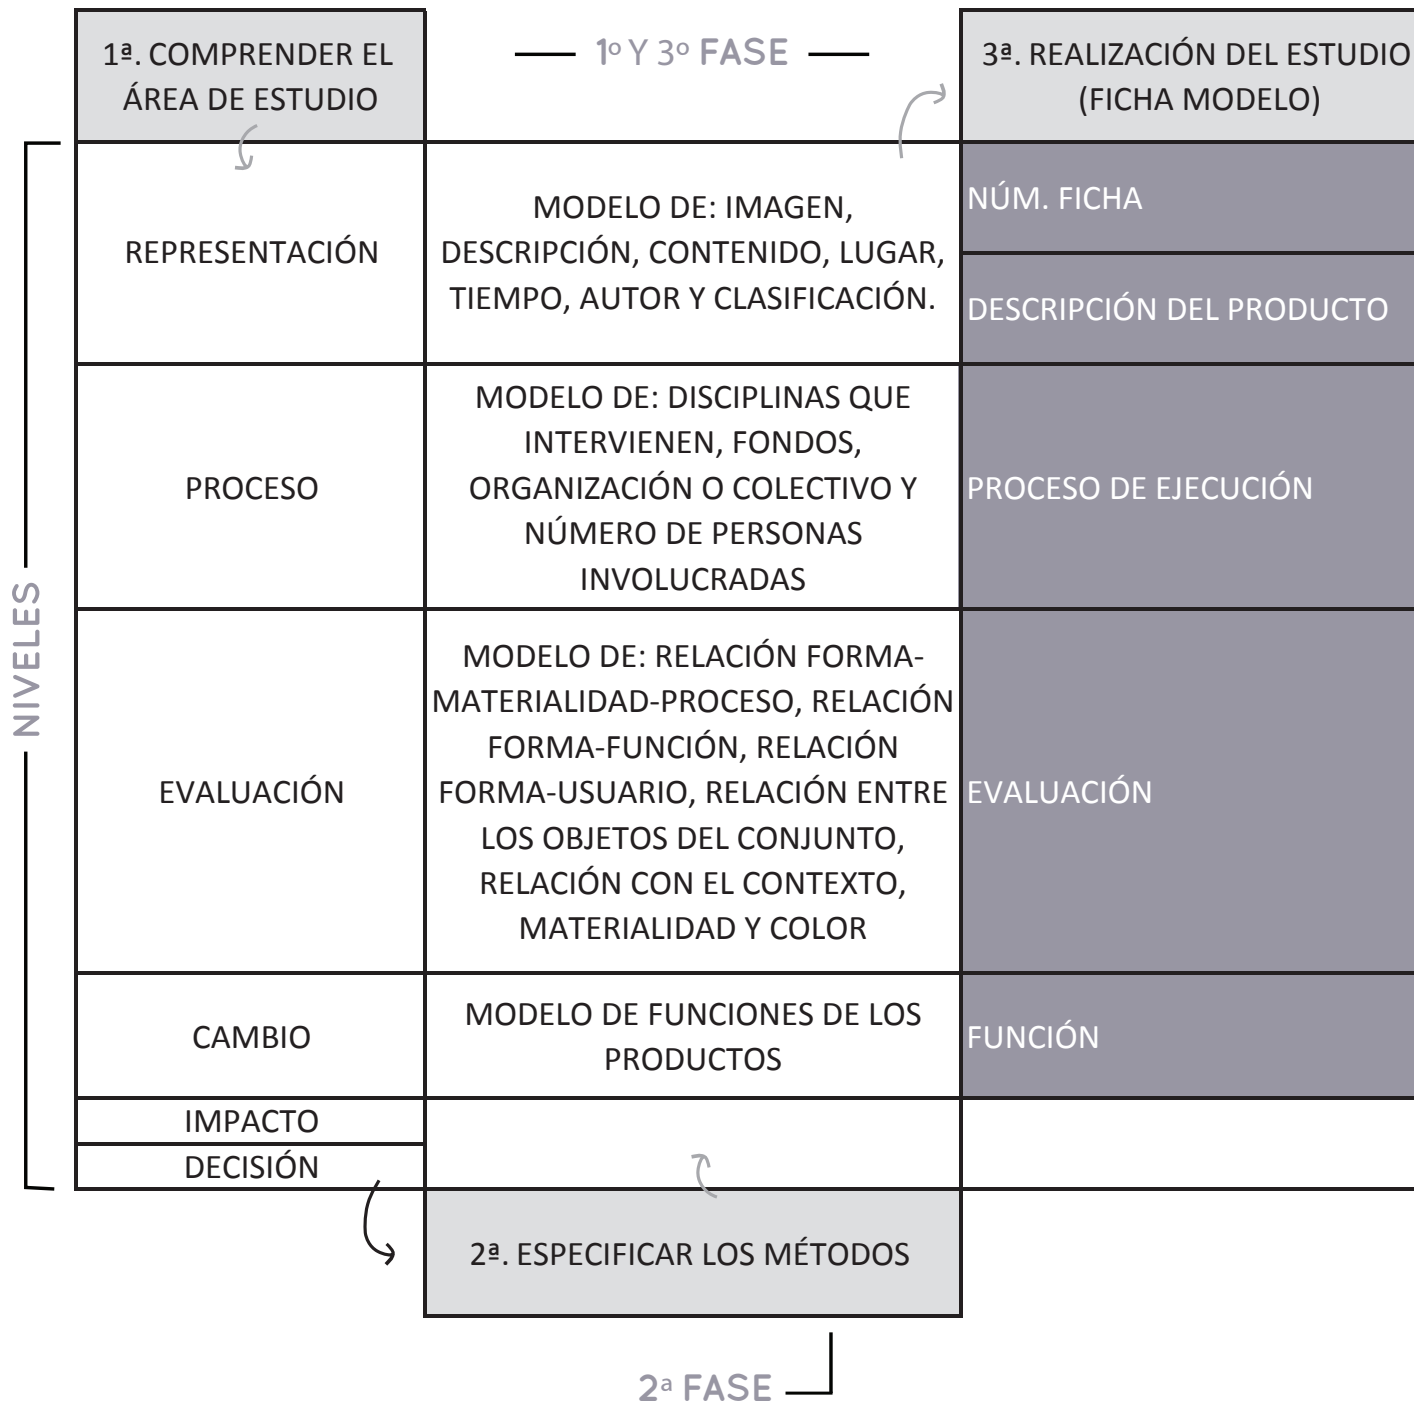 1ª. COMPRENDER EL
ÁREA DE ESTUDIO
1º Y 3º FASE
3ª. REALIZACIÓN DEL ESTUDIO
(FICHA MODELO)
NIVELES
REPRESENTACIÓN
MODELO DE: IMAGEN,
DESCRIPCIÓN, CONTENIDO, LUGAR,
TIEMPO, AUTOR Y CLASIFICACIÓN.
NÚM. FICHA
DESCRIPCIÓN DEL PRODUCTO
PROCESO
MODELO DE: DISCIPLINAS QUE
INTERVIENEN, FONDOS,
ORGANIZACIÓN O COLECTIVO Y
NÚMERO DE PERSONAS
INVOLUCRADAS
PROCESO DE EJECUCIÓN
EVALUACIÓN
MODELO DE: RELACIÓN FORMA-
MATERIALIDAD-PROCESO, RELACIÓN
FORMA-FUNCIÓN, RELACIÓN
FORMA-USUARIO, RELACIÓN ENTRE
LOS OBJETOS DEL CONJUNTO,
RELACIÓN CON EL CONTEXTO,
MATERIALIDAD Y COLOR
EVALUACIÓN
CAMBIO
MODELO DE FUNCIONES DE LOS
PRODUCTOS
FUNCIÓN
IMPACTO
DECISIÓN
2ª. ESPECIFICAR LOS MÉTODOS
2ª FASE